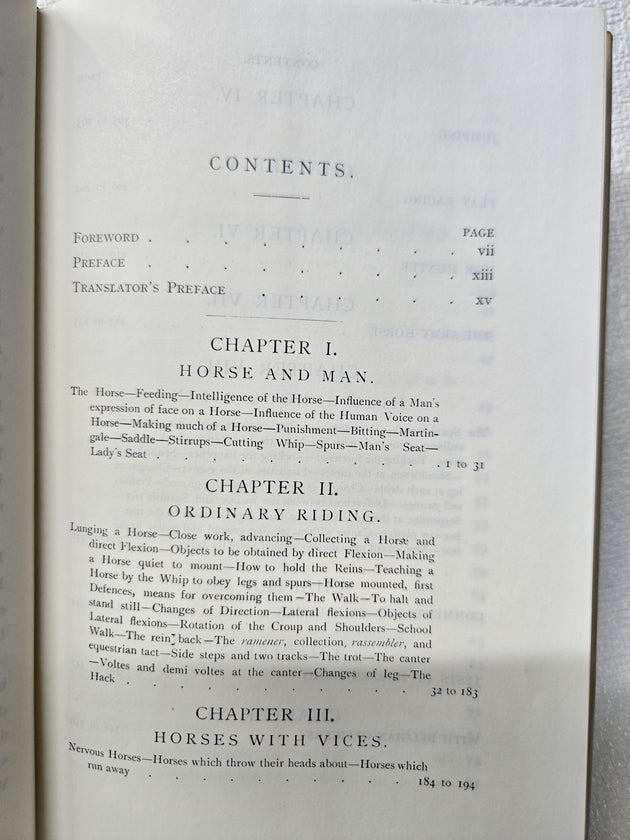 CONTENTS.
PAGE
FOREWORD . . . . . . . . . vii
PREFACE . . . . . . . . . xiii
TRANSLATOR'S PREFACE . . . . . . xv
CHAPTER I.
HORSE AND MAN.
The Horse—Feeding—Intelligence of the Horse—Influence of a Man's
expression of face on a Horse—Influence of the Human Voice on a
Horse—Making much of a Horse—Punishment—Bitting—Martin-
gale—Saddle—Stirrups—Cutting Whip—Spurs—Man's Seat—
Lady's Seat . . . . . . . . . . . 1 to 31
CHAPTER II.
ORDINARY RIDING.
Lunging a Horse—Close work, advancing—Collecting a Horse and
direct Flexion—Objects to be obtained by direct Flexion—Making
a Horse quiet to mount—How to hold the Reins—Teaching a
Horse by the Whip to obey legs and spurs—Horse mounted, first
Defences, means for overcoming them—The Walk—To halt and
stand still—Changes of Direction—Lateral flexions—Objects of
Lateral flexions—Rotation of the Croup and Shoulders—School
Walk—The rein back—The ramener, collection, rassembler, and
equestrian tact—Side steps and two tracks—The trot—The canter
—Voltes and demi voltes at the canter—Changes of leg—The
Hack . . . . . . . . . . . 32 to 183
CHAPTER III.
HORSES WITH VICES.
Nervous Horses—Horses which throw their heads about—Horses which
run away . . . . . . . . . 184 to 194